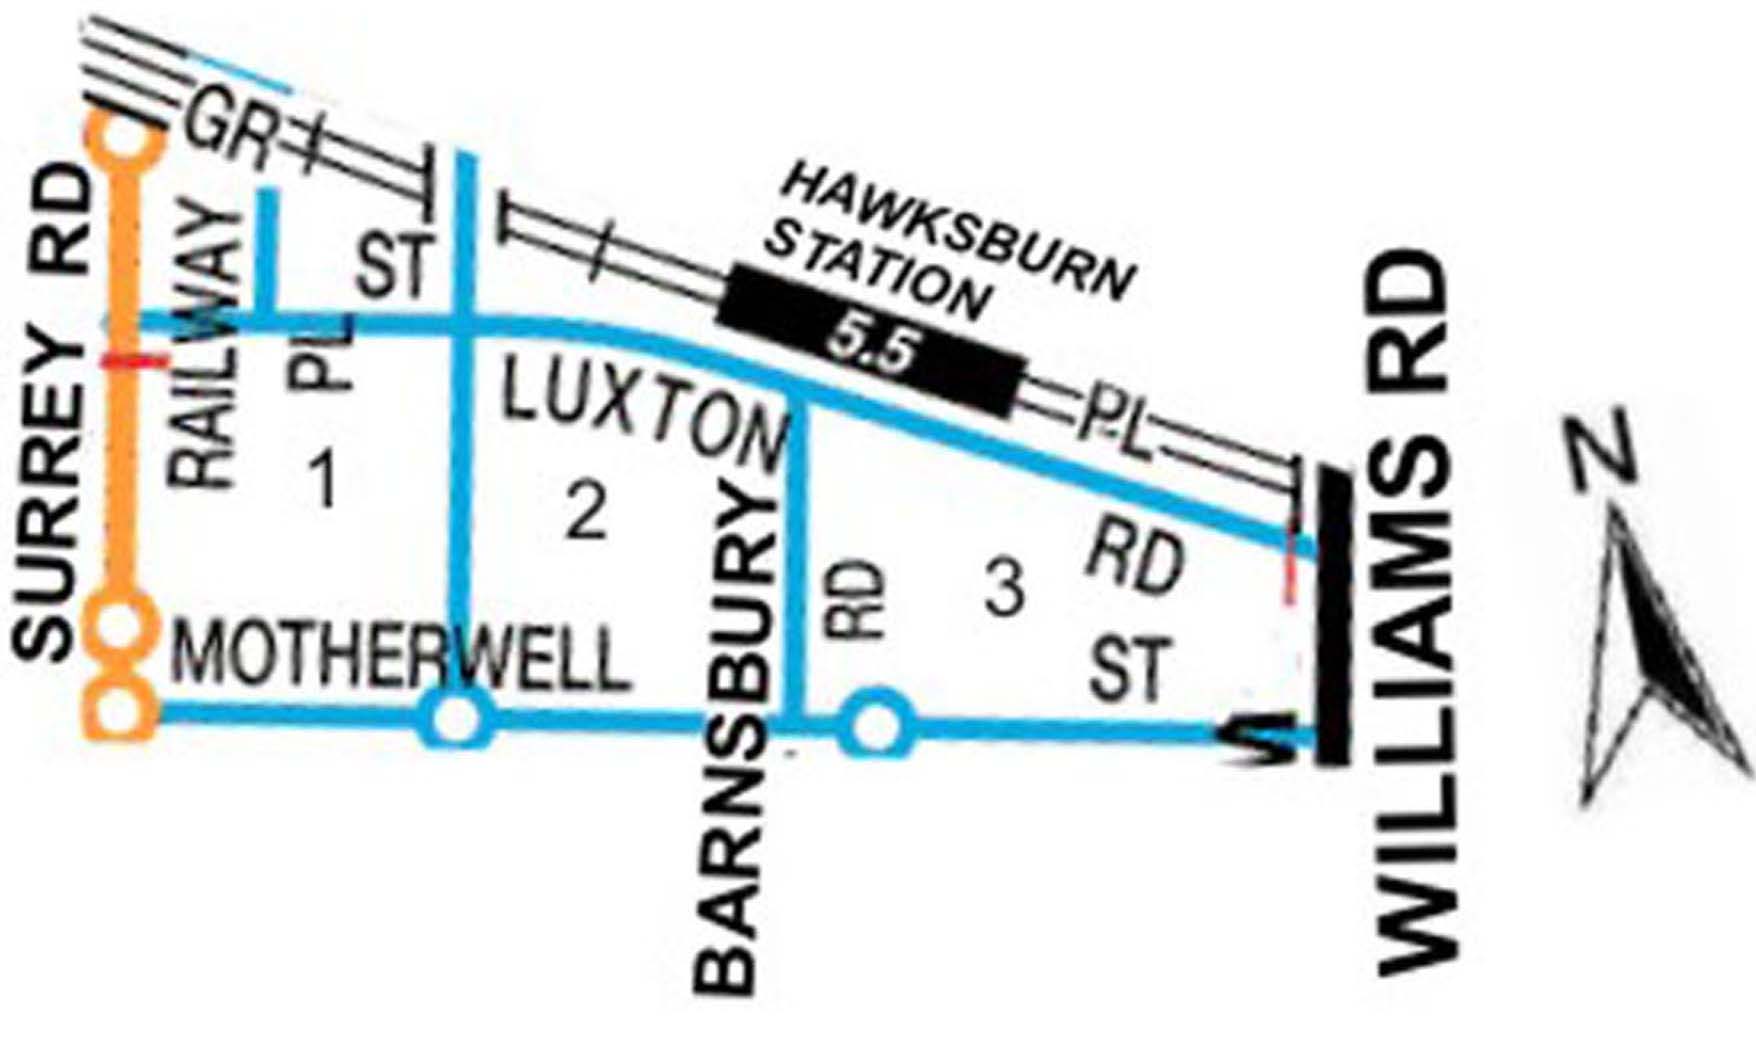 HAWKSBURN
STATION
5.5
GR
PL
SURREY RD
RAILWAY
PL
ST
LUXTON
RD
1
2
3
BARNSBURY
RD
MOTHERWELL
ST
WILLIAMS RD
N